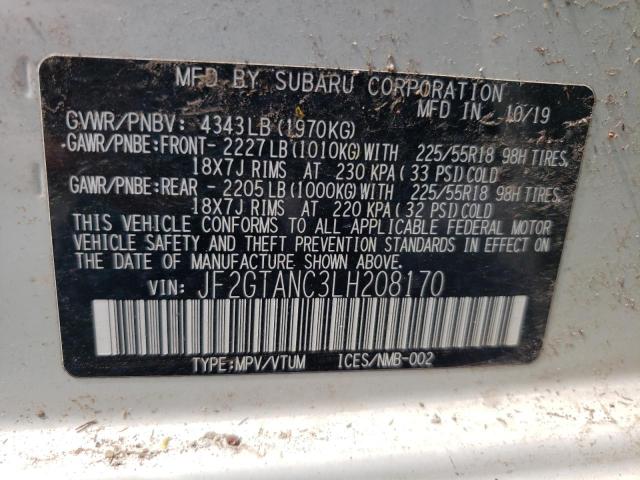 MFD BY SUBARU CORPORATION
MFD IN 10/19
GVWR/PNBV: 4343LB(1970KG)
GAWR/PNBE:FRONT- 2227LB(1010KG)WITH 225/55R18 98H TIRES,
18X7J RIMS AT 230 KPA(33 PSI)COLD
GAWR/PNBE:REAR - 2205LB(1000KG)WITH 225/55R18 98H TIRES,
18X7J RIMS AT 220 KPA(32 PSI)COLD
THIS VEHICLE CONFORMS TO ALL APPLICABLE FEDERAL MOTOR
VEHICLE SAFETY AND THEFT PREVENTION STANDARDS IN EFFECT ON
THE DATE OF MANUFACTURE SHOWN ABOVE.
VIN: JF2GTANC3LH208170
TYPE:MPV/VTUM ICES/NMB-002